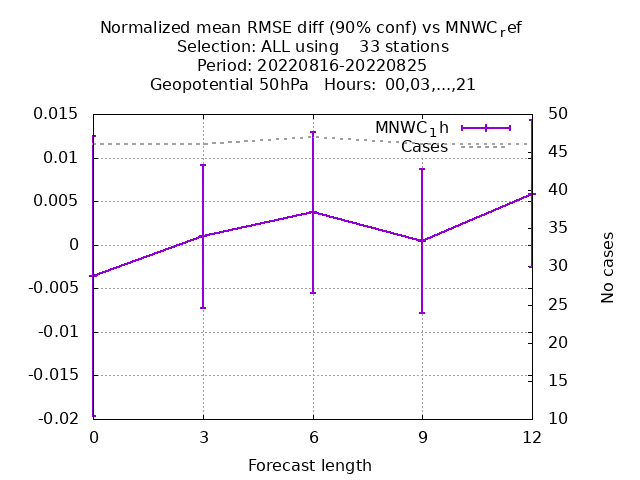 Normalized mean RMSE diff (90% conf) vs MNWCref
Selection: ALL using    33 stations
Period: 20220816-20220825
Geopotential 50hPa   Hours:  00,03,...,21
MNWC1h
Cases
0.015
0.01
0.005
0
-0.005
-0.01
-0.015
-0.02
50
45
40
35
30
25
20
15
10
No cases
0 3 6 9 12
Forecast length